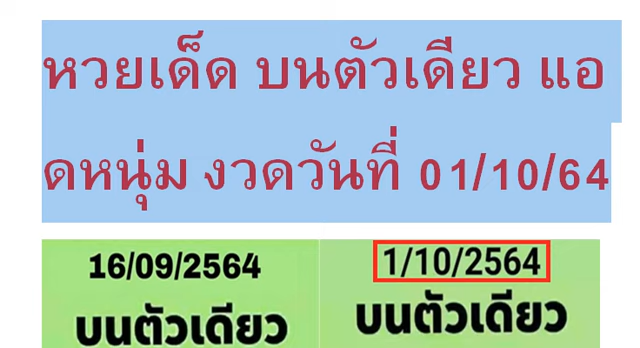 หวยเด็ด บนตัวเดียว แอ
ดหนุ่ม งวดวันที่ 01/10/64
16/09/2564 1/10/2564
บนตัวเดียว บนตัวเดียว